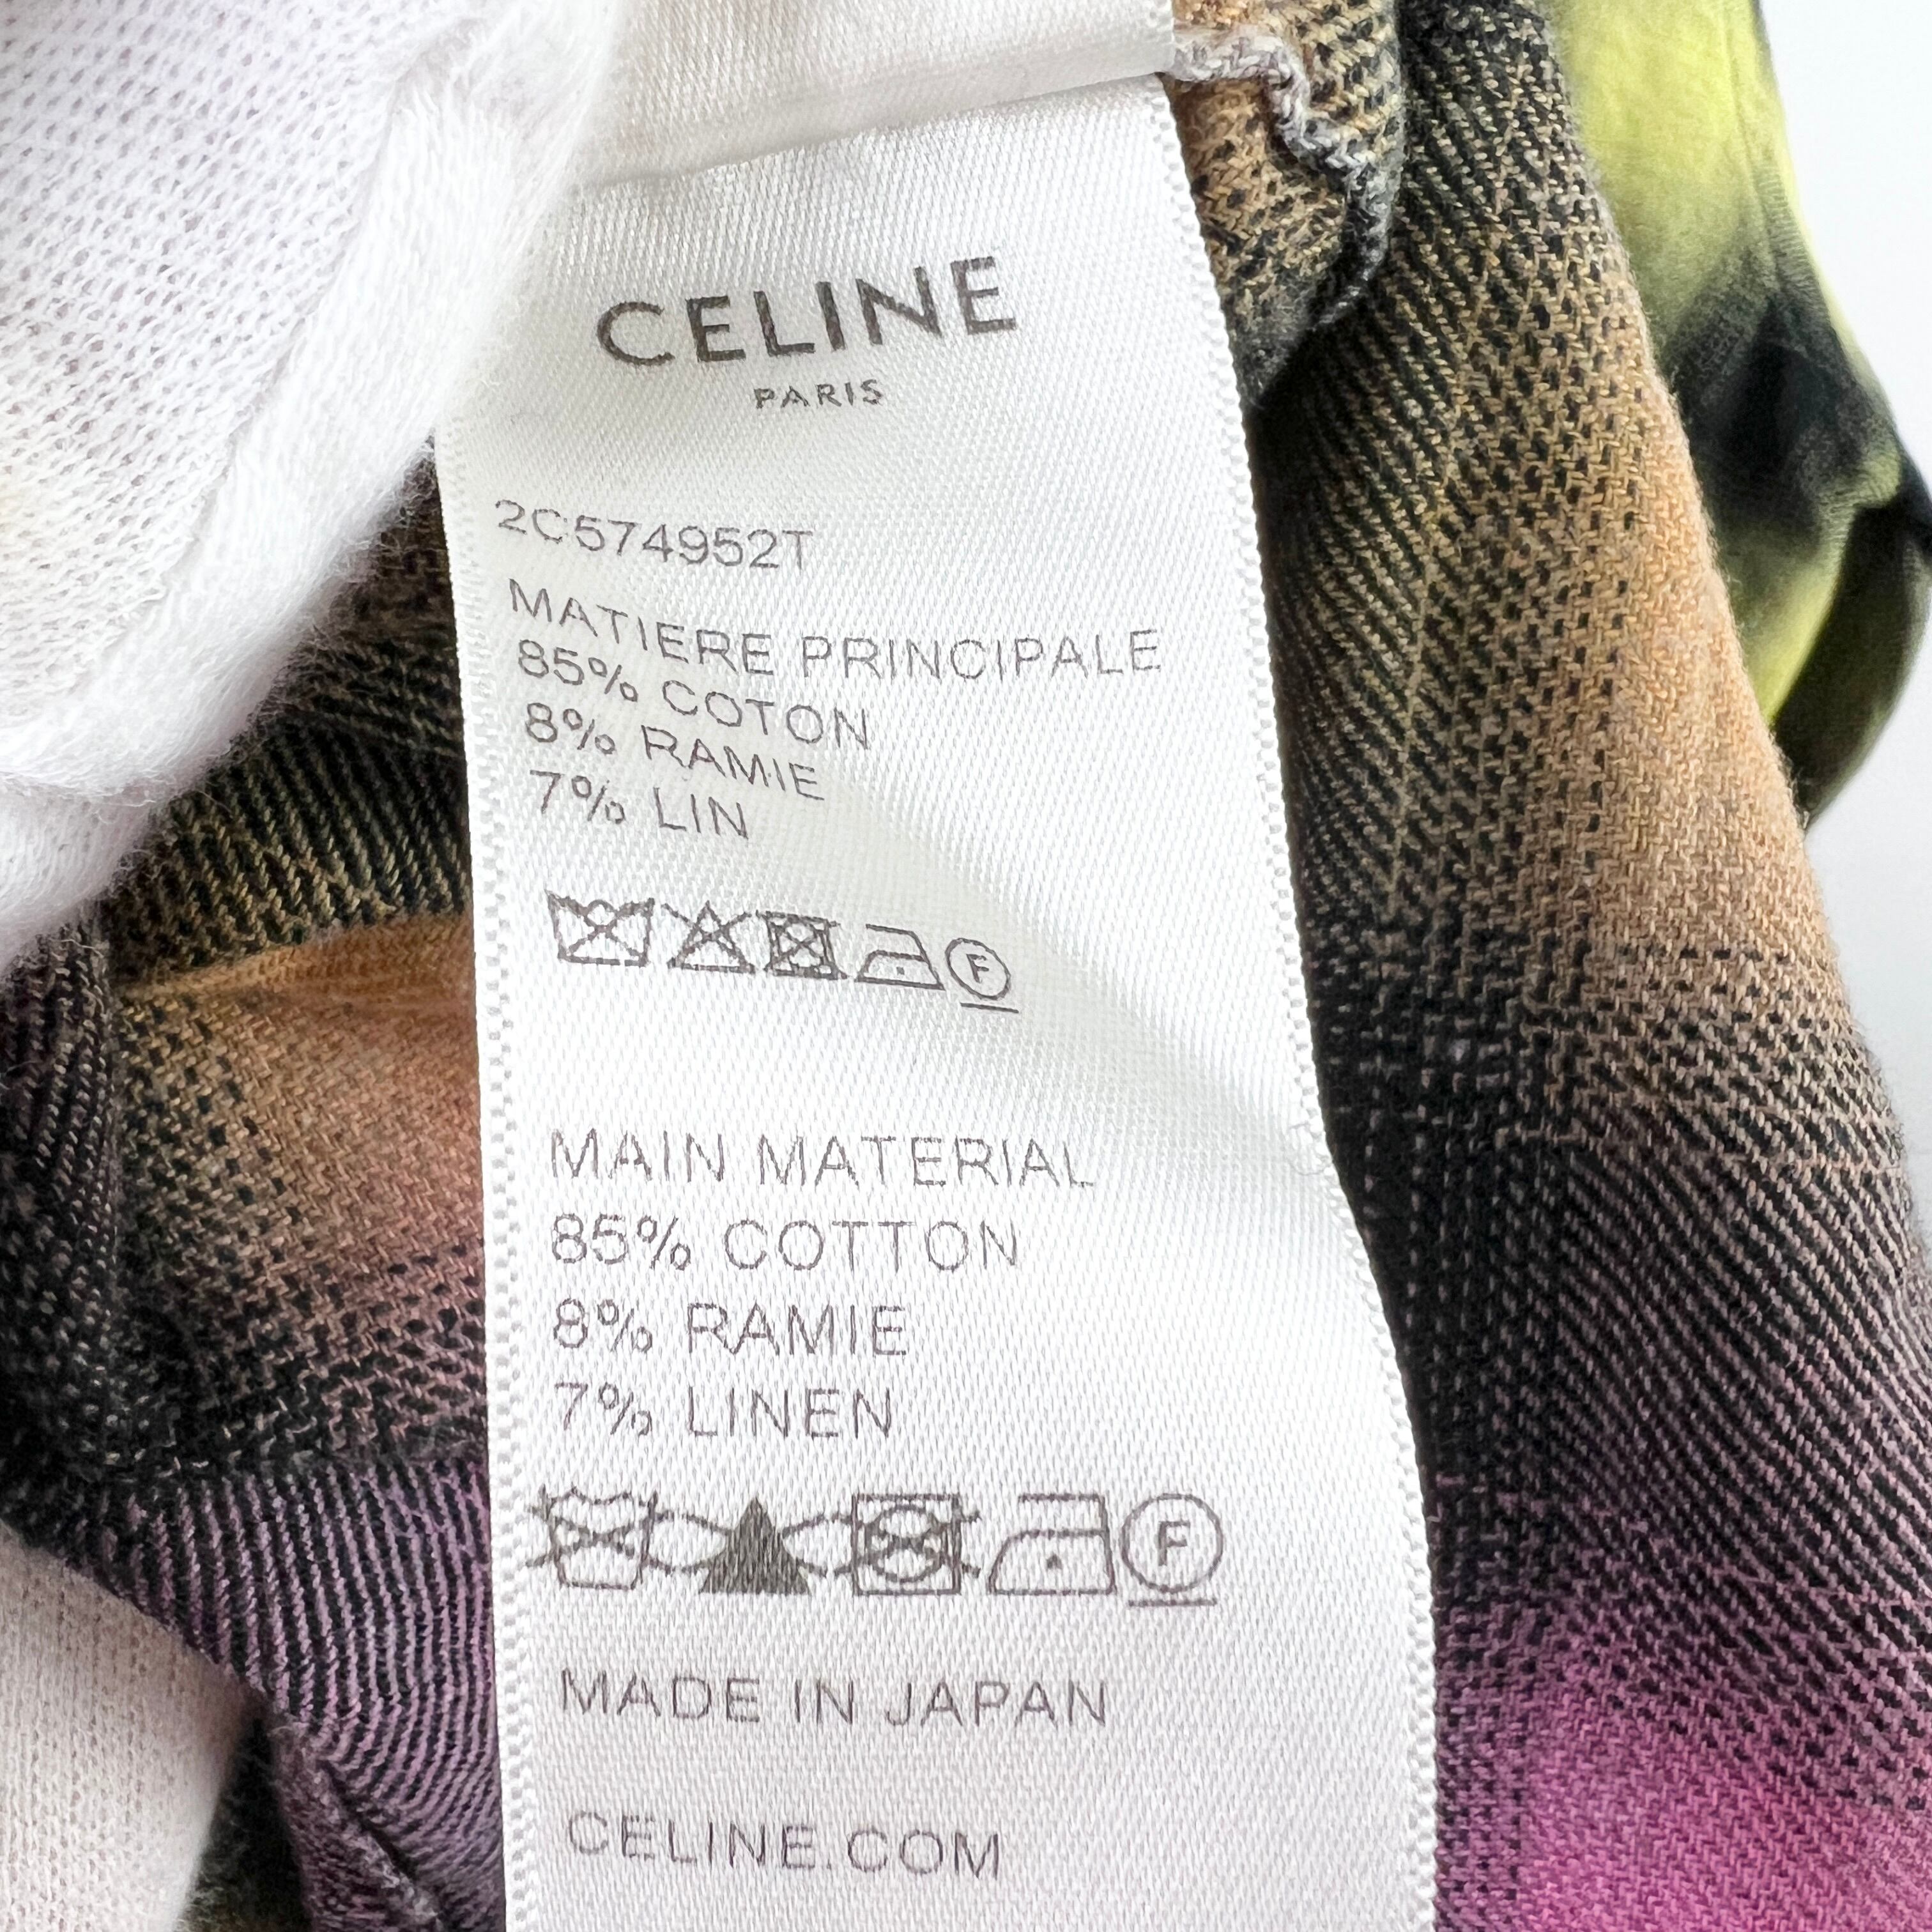 CELINE
PARIS
2C574952T
MATIERE PRINCIPALE
85% COTON
8% RAMIE
7% LIN
F
MAIN MATERIAL
85% COTTON
8% RAMIE
7% LINEN
F
MADE IN JAPAN
CELINE.COM